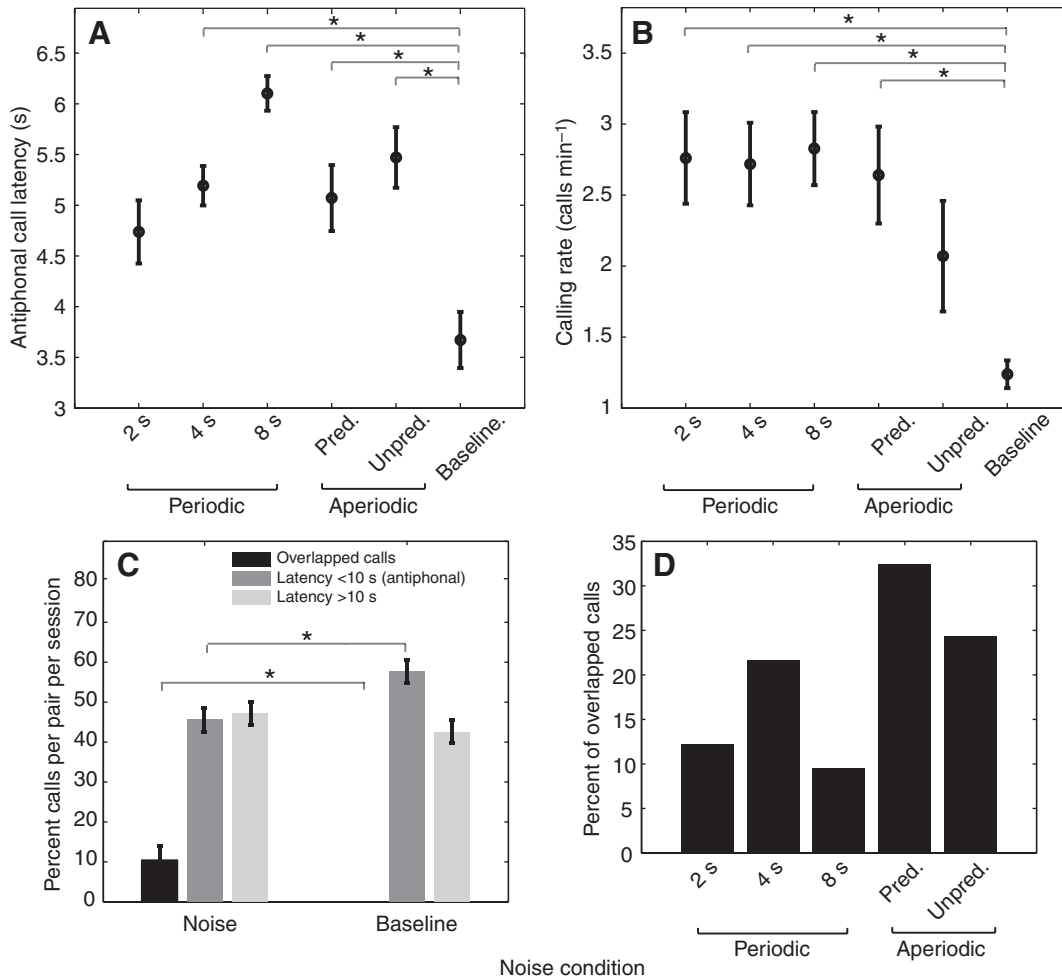 A
*
*
*
*
Antiphonal call latency (s)
6.5
6
5.5
5
4.5
4
3.5
3
2 s
4 s
8 s
Pred.
Unpred.
Baseline.
Periodic
Aperiodic
B
*
*
*
*
Calling rate (calls min–1)
3.5
3
2.5
2
1.5
1
2 s
4 s
8 s
Pred.
Unpred.
Baseline
Periodic
Aperiodic
C
Overlapped calls
Latency <10 s (antiphonal)
Latency >10 s
*
*
Percent calls per pair per session
80
70
60
50
40
30
20
10
0
Noise
Baseline
D
Percent of overlapped calls
35
30
25
20
15
10
5
0
2 s
4 s
8 s
Pred.
Unpred.
Periodic
Aperiodic
Noise condition